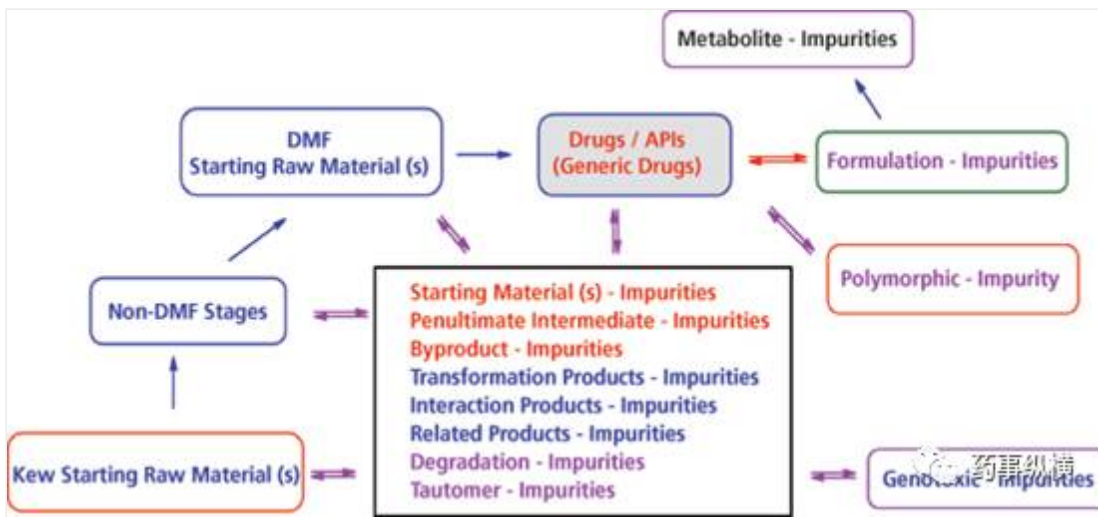 Metabolite - Impurities
DMF
Starting Raw Material (s)
Drugs / APIs
(Generic Drugs)
Formulation - Impurities
Polymorphic - Impurity
Non-DMF Stages
Starting Material (s) - Impurities
Penultimate Intermediate - Impurities
Byproduct - Impurities
Transformation Products - Impurities
Interaction Products - Impurities
Related Products - Impurities
Degradation - Impurities
Tautomer - Impurities
Kew Starting Raw Material (s)
Genotoxic - Impurities
药事纵横